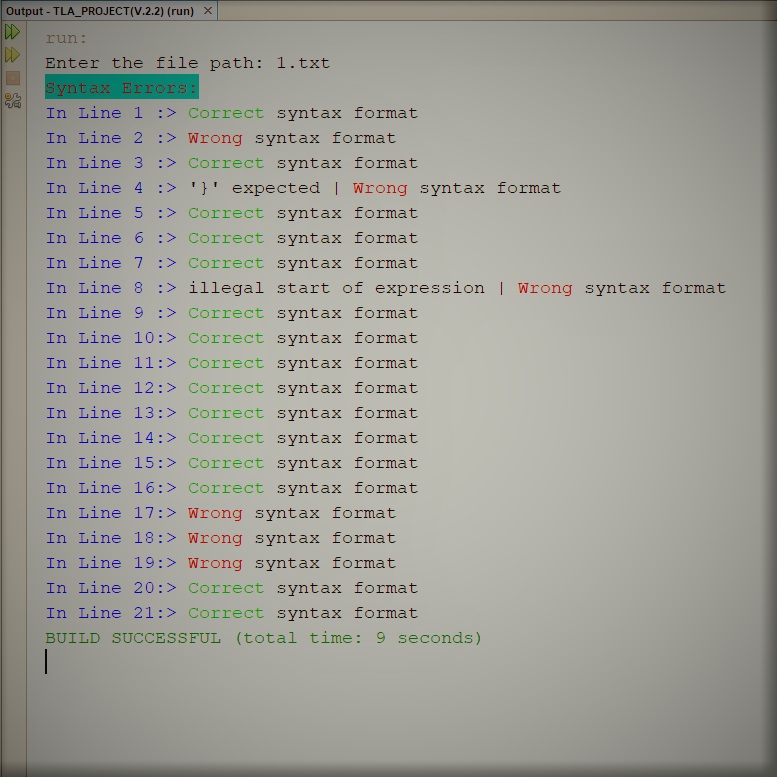 Output - TLA_PROJECT(V.2.2) (run) ×
run:
Enter the file path: 1.txt
Syntax Errors:
In Line 1 :> Correct syntax format
In Line 2 :> Wrong syntax format
In Line 3 :> Correct syntax format
In Line 4 :> '}' expected | Wrong syntax format
In Line 5 :> Correct syntax format
In Line 6 :> Correct syntax format
In Line 7 :> Correct syntax format
In Line 8 :> illegal start of expression | Wrong syntax format
In Line 9 :> Correct syntax format
In Line 10:> Correct syntax format
In Line 11:> Correct syntax format
In Line 12:> Correct syntax format
In Line 13:> Correct syntax format
In Line 14:> Correct syntax format
In Line 15:> Correct syntax format
In Line 16:> Correct syntax format
In Line 17:> Wrong syntax format
In Line 18:> Wrong syntax format
In Line 19:> Wrong syntax format
In Line 20:> Correct syntax format
In Line 21:> Correct syntax format
BUILD SUCCESSFUL (total time: 9 seconds)